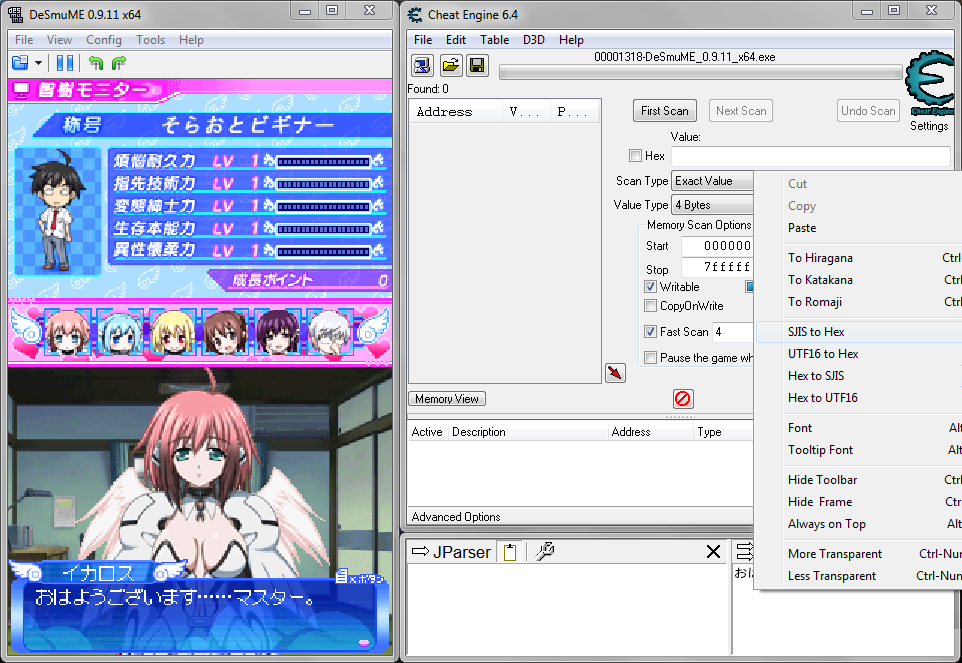 DeSmuME 0.9.11 x64
File View Config Tools Help
智樹モニター
称号 そらおとビギナー
煩悩耐久力 LV 1
指先技術力 LV 1
変態紳士力 LV 1
生存本能力 LV 1
異性懐柔力 LV 1
成長ポイント 0
イカロス
×ボタン
おはようございます……マスター。
Cheat Engine 6.4
File Edit Table D3D Help
00001318-DeSmuME_0.9.11_x64.exe
Found: 0
Address V... P...
First Scan Next Scan Undo Scan
Cheat Engine
Settings
Value:
Hex
Scan Type Exact Value
Value Type 4 Bytes
Memory Scan Options
Start 000000
Stop 7fffff
Writable
CopyOnWrite
Fast Scan 4
Pause the game wh
Memory View
Active Description Address Type
Advanced Options
JParser
おは
Cut
Copy
Paste
To Hiragana Ctrl
To Katakana Ctrl
To Romaji Ctrl
SJIS to Hex
UTF16 to Hex
Hex to SJIS
Hex to UTF16
Font Alt
Tooltip Font Alt
Hide Toolbar Ctrl
Hide Frame Ctr
Always on Top Alt
More Transparent Ctrl-Num
Less Transparent Ctrl-Num